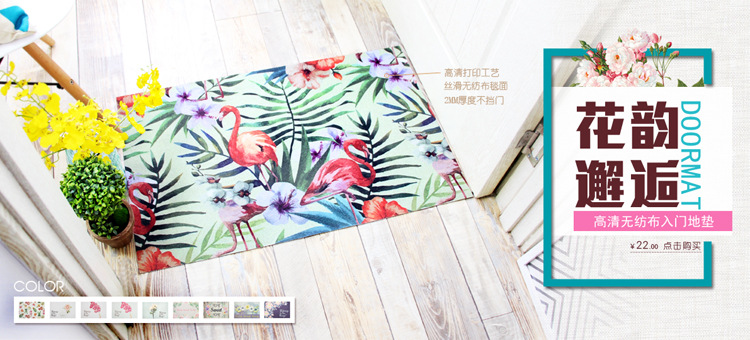 高清打印工艺
丝滑无纺布毯面
2MM厚度不挡门
花韵
邂逅
DOORMAT
高清无纺布入门地垫
¥22.00 点击购买
COLOR